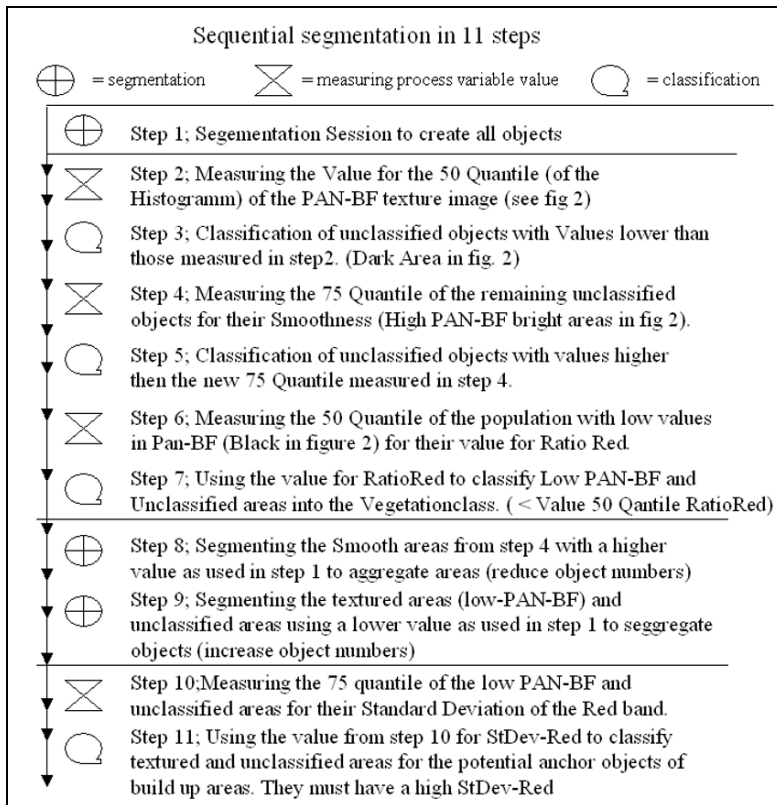 Sequential segmentation in 11 steps
= segmentation = measuring process variable value = classification
Step 1; Segementation Session to create all objects
Step 2; Measuring the Value for the 50 Quantile (of the
Histogramm) of the PAN-BF texture image (see fig 2)
Step 3; Classification of unclassified objects with Values lower than
those measured in step2. (Dark Area in fig. 2)
Step 4; Measuring the 75 Quantile of the remaining unclassified
objects for their Smoothness (High PAN-BF bright areas in fig 2).
Step 5; Classification of unclassified objects with values higher
then the new 75 Quantile measured in step 4.
Step 6; Measuring the 50 Quantile of the population with low values
in Pan-BF (Black in figure 2) for their value for Ratio Red.
Step 7; Using the value for RatioRed to classify Low PAN-BF and
Unclassified areas into the Vegetationclass. ( < Value 50 Qantile RatioRed)
Step 8; Segmenting the Smooth areas from step 4 with a higher
value as used in step 1 to aggregate areas (reduce object numbers)
Step 9; Segmenting the textured areas (low-PAN-BF) and
unclassified areas using a lower value as used in step 1 to seggregate
objects (increase object numbers)
Step 10;Measuring the 75 quantile of the low PAN-BF and
unclassified areas for their Standard Deviation of the Red band.
Step 11; Using the value from step 10 for StDev-Red to classify
textured and unclassified areas for the potential anchor objects of
build up areas. They must have a high StDev-Red